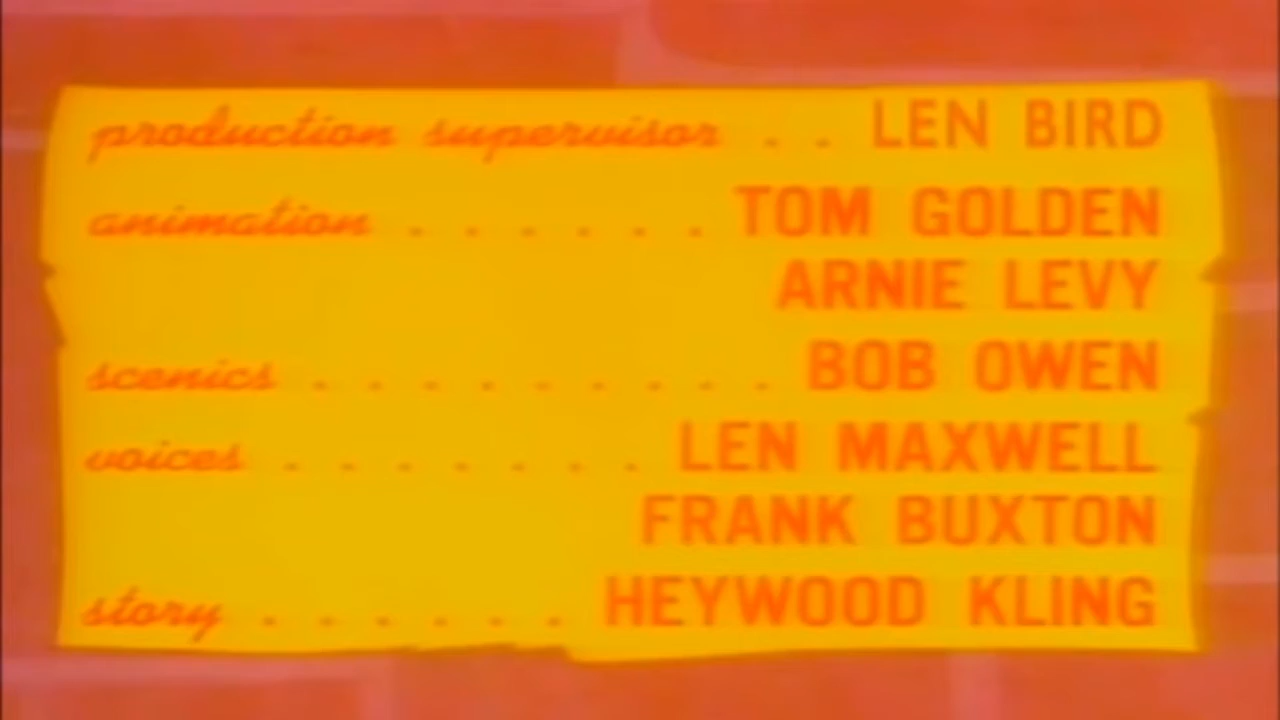 production supervisor . . LEN BIRD
animation . . . . . . TOM GOLDEN
ARNIE LEVY
scenics . . . . . . . . . BOB OWEN
voices . . . . . . . LEN MAXWELL
FRANK BUXTON
story . . . . . . HEYWOOD KLING